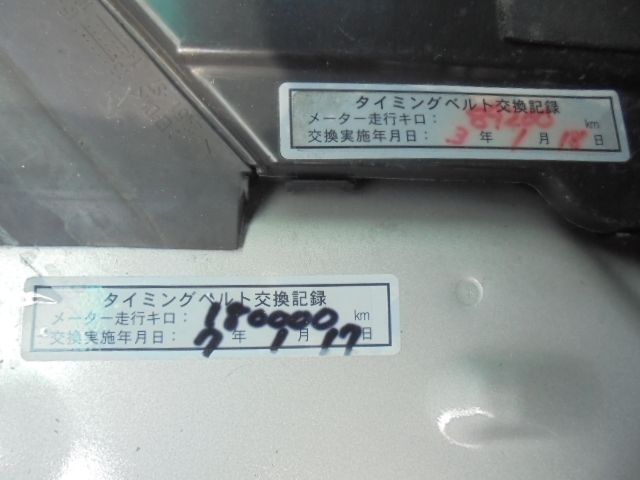 タイミングベルト交換記録
メーター走行キロ: km
交換実施年月日: 3 年 1 月 18 日
タイミングベルト交換記録
メーター走行キロ: 180000 km
交換実施年月日: 7 年 1 月 17 日